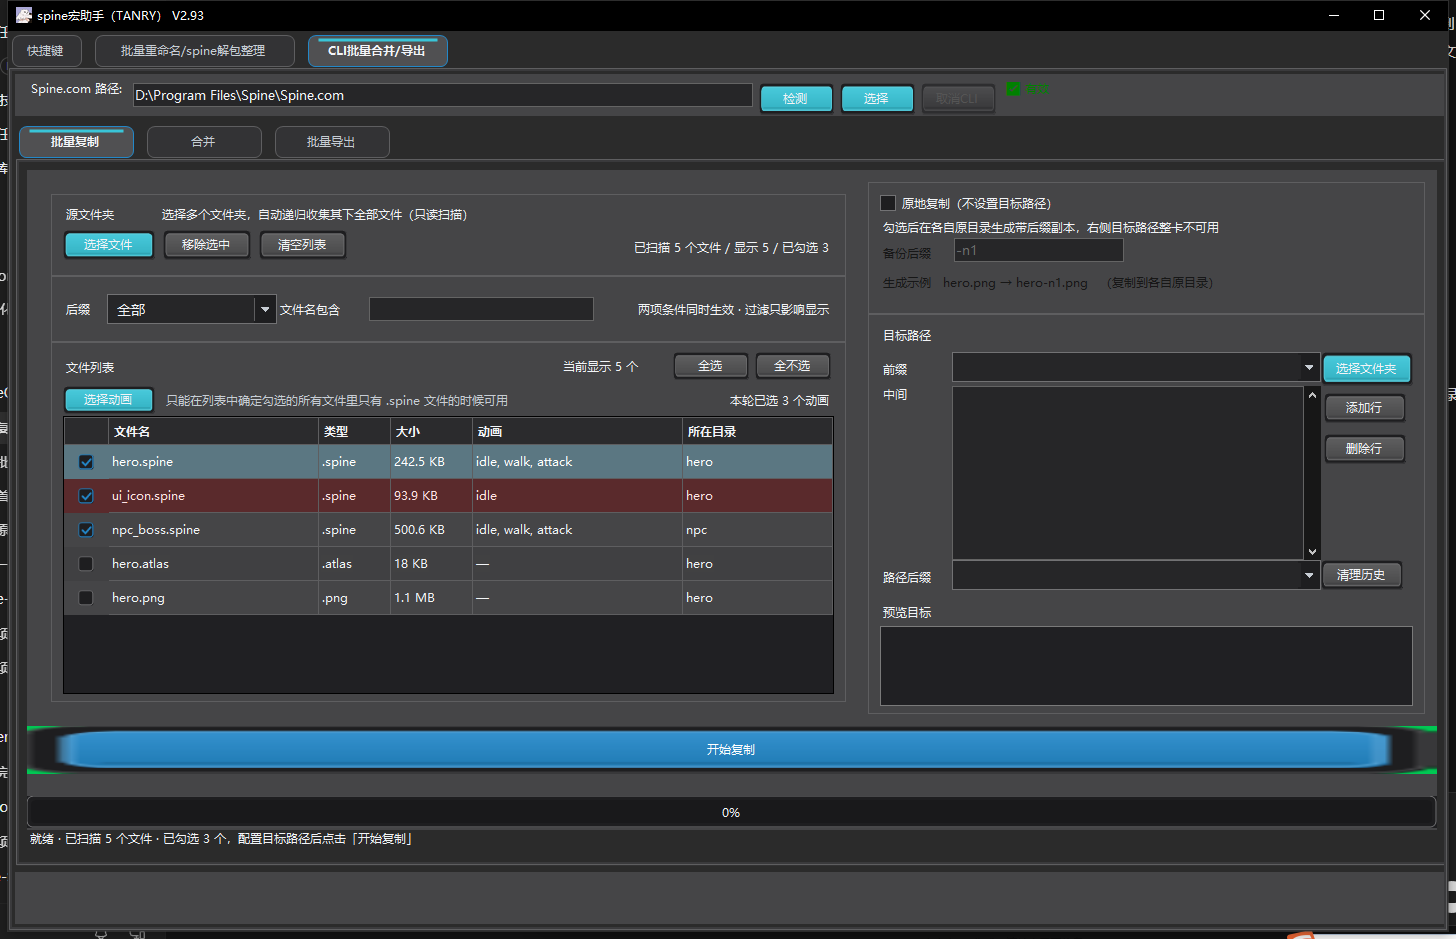 spine宏助手（TANRY） V2.93
快捷键 批量重命名/spine解包整理 CLI批量合并/导出
Spine.com 路径: D:\Program Files\Spine\Spine.com 检测 选择 取消CLI 有效
批量复制 合并 批量导出
源文件夹 选择多个文件夹，自动递归收集其下全部文件（只读扫描）
选择文件 移除选中 清空列表 已扫描 5 个文件 / 显示 5 / 已勾选 3
后缀 全部 文件名包含 两项条件同时生效 · 过滤只影响显示
文件列表 当前显示 5 个 全选 全不选
选择动画 只能在列表中确定勾选的所有文件里只有 .spine 文件的时候可用 本轮已选 3 个动画
文件名 类型 大小 动画 所在目录
hero.spine .spine 242.5 KB idle, walk, attack hero
ui_icon.spine .spine 93.9 KB idle hero
npc_boss.spine .spine 500.6 KB idle, walk, attack npc
hero.atlas .atlas 18 KB — hero
hero.png .png 1.1 MB — hero
原地复制（不设置目标路径）
勾选后在各自原目录生成带后缀副本，右侧目标路径整卡不可用
备份后缀 -n1
生成示例 hero.png → hero-n1.png （复制到各自原目录）
目标路径
前缀 选择文件夹
中间 添加行
删除行
路径后缀 清理历史
预览目标
开始复制
0%
就绪 · 已扫描 5 个文件 · 已勾选 3 个，配置目标路径后点击「开始复制」